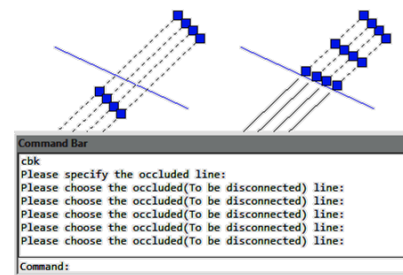 Command Bar
cbk
Please specify the occluded line:
Please choose the occluded(To be disconnected) line:
Please choose the occluded(To be disconnected) line:
Please choose the occluded(To be disconnected) line:
Please choose the occluded(To be disconnected) line:
Please choose the occluded(To be disconnected) line:
Command: